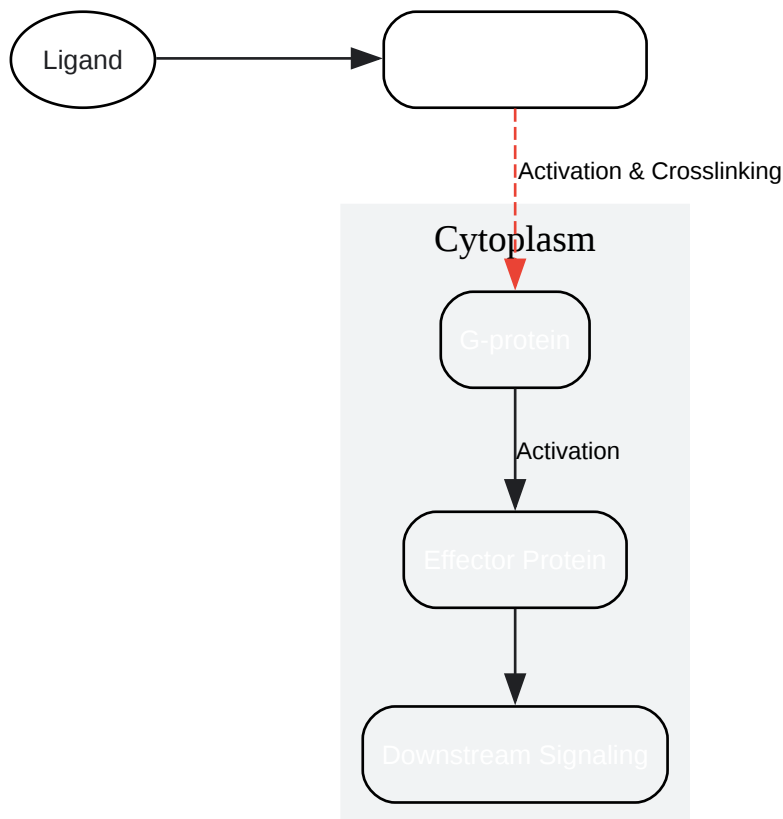 Ligand
Activation & Crosslinking
Cytoplasm
G-protein
Activation
Effector Protein
Downstream Signaling